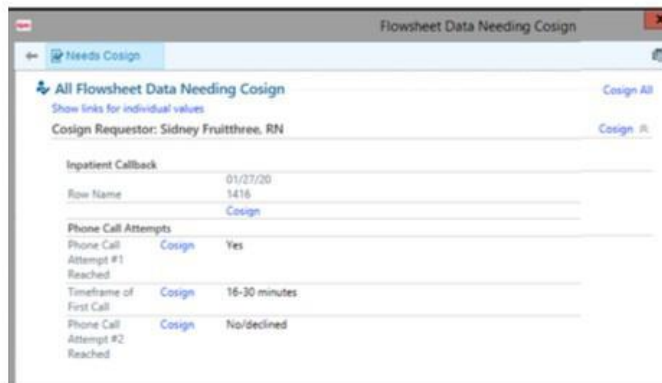 Flowsheet Data Needing Cosign
Needs Cosign
All Flowsheet Data Needing Cosign Cosign All
Show links for individual values
Cosign Requestor: Sidney Fruitthree, RN Cosign
Inpatient Callback
01/27/20
Row Name 1416
Cosign
Phone Call Attempts
Phone Call Cosign Yes
Attempt #1
Reached
Timeframe of Cosign 16-30 minutes
First Call
Phone Call Cosign No/declined
Attempt #2
Reached